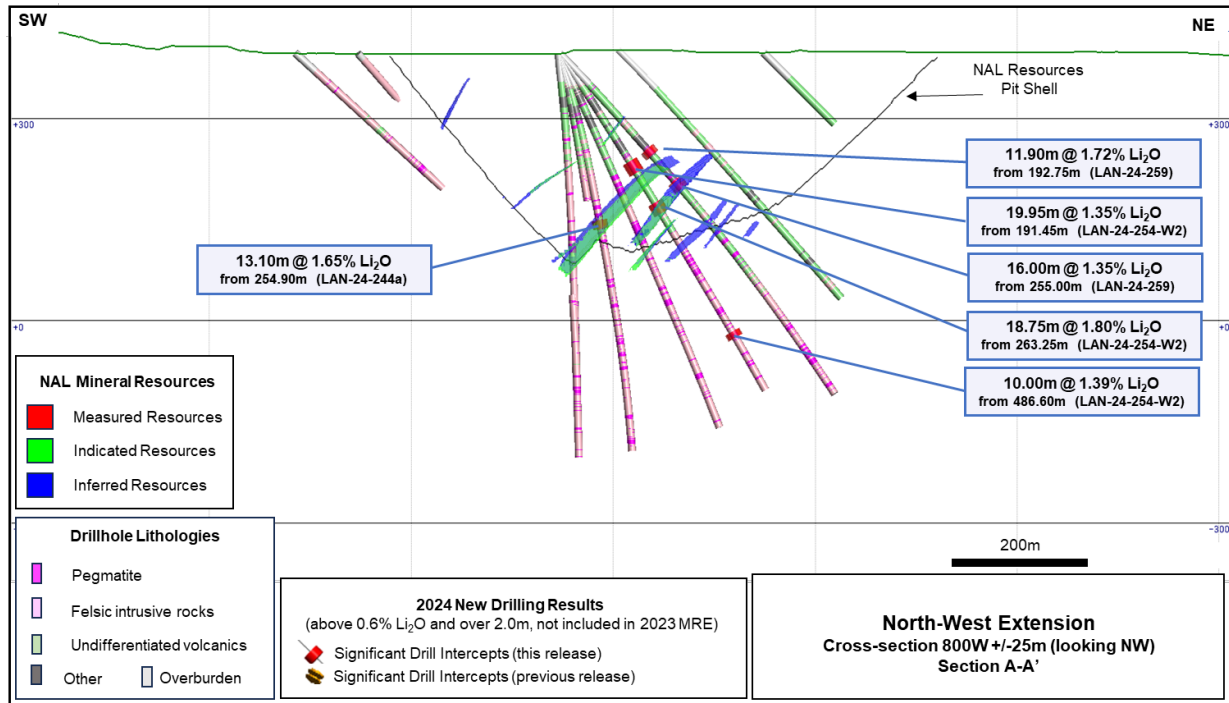 SW
NE
NAL Resources
Pit Shell
+300
11.90m @ 1.72% Li₂O
from 192.75m (LAN-24-259)
19.95m @ 1.35% Li₂O
from 191.45m (LAN-24-254-W2)
13.10m @ 1.65% Li₂O
from 254.90m (LAN-24-244a)
16.00m @ 1.35% Li₂O
from 255.00m (LAN-24-259)
18.75m @ 1.80% Li₂O
from 263.25m (LAN-24-254-W2)
+0
+0
10.00m @ 1.39% Li₂O
from 486.60m (LAN-24-254-W2)
NAL Mineral Resources
Measured Resources
Indicated Resources
Inferred Resources
-300
Drillhole Lithologies
Pegmatite
Felsic intrusive rocks
Undifferentiated volcanics
Other
Overburden
2024 New Drilling Results
(above 0.6% Li₂O and over 2.0m, not included in 2023 MRE)
Significant Drill Intercepts (this release)
Significant Drill Intercepts (previous release)
200m
North-West Extension
Cross-section 800W +/-25m (looking NW)
Section A-A’